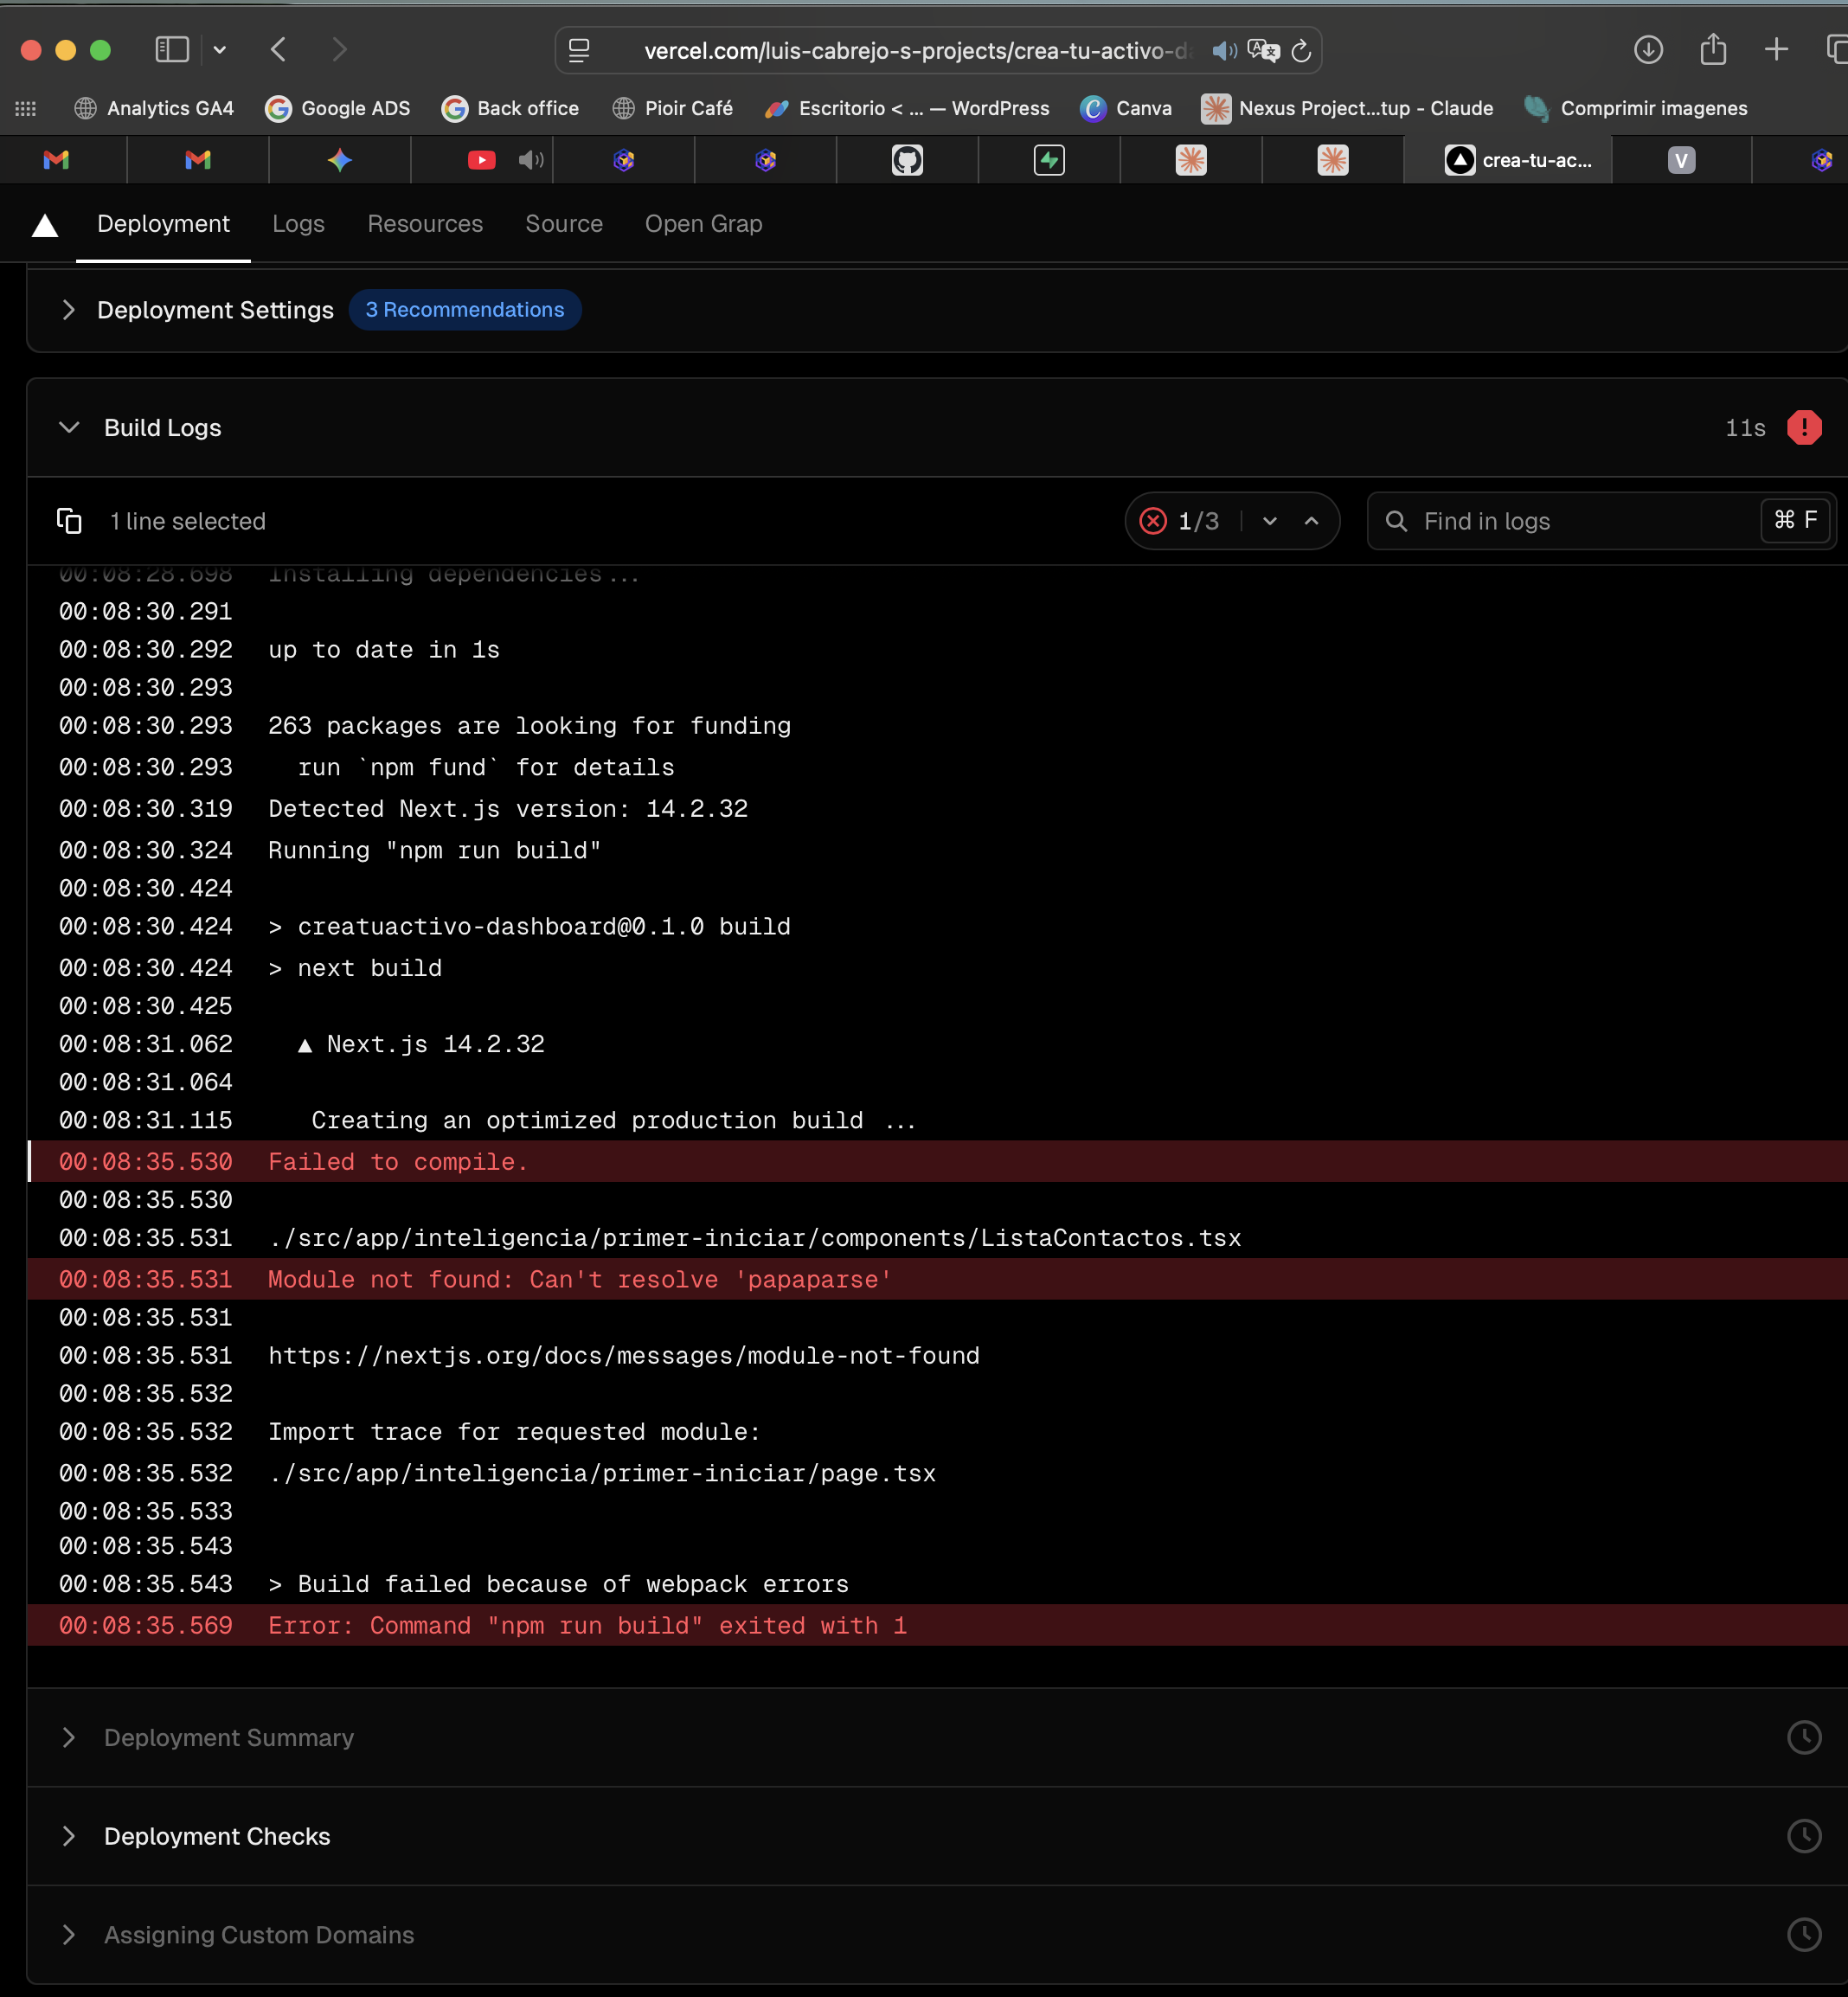 vercel.com/luis-cabrejo-s-projects/crea-tu-activo-da
Analytics GA4
Google ADS
Back office
Pioir Café
Escritorio < ... — WordPress
Canva
Nexus Project...tup - Claude
Comprimir imagenes
crea-tu-ac...
V
Deployment
Logs
Resources
Source
Open Grap
Deployment Settings
3 Recommendations
Build Logs
11s
1 line selected
1/3
Find in logs
⌘ F
00:08:28.698 Installing dependencies...
00:08:30.291
00:08:30.292 up to date in 1s
00:08:30.293
00:08:30.293 263 packages are looking for funding
00:08:30.293 run `npm fund` for details
00:08:30.319 Detected Next.js version: 14.2.32
00:08:30.324 Running "npm run build"
00:08:30.424
00:08:30.424 > creatuactivo-dashboard@0.1.0 build
00:08:30.424 > next build
00:08:30.425
00:08:31.062 ▲ Next.js 14.2.32
00:08:31.064
00:08:31.115 Creating an optimized production build ...
00:08:35.530 Failed to compile.
00:08:35.530
00:08:35.531 ./src/app/inteligencia/primer-iniciar/components/ListaContactos.tsx
00:08:35.531 Module not found: Can't resolve 'papaparse'
00:08:35.531
00:08:35.531 https://nextjs.org/docs/messages/module-not-found
00:08:35.532
00:08:35.532 Import trace for requested module:
00:08:35.532 ./src/app/inteligencia/primer-iniciar/page.tsx
00:08:35.533
00:08:35.543
00:08:35.543 > Build failed because of webpack errors
00:08:35.569 Error: Command "npm run build" exited with 1
Deployment Summary
Deployment Checks
Assigning Custom Domains